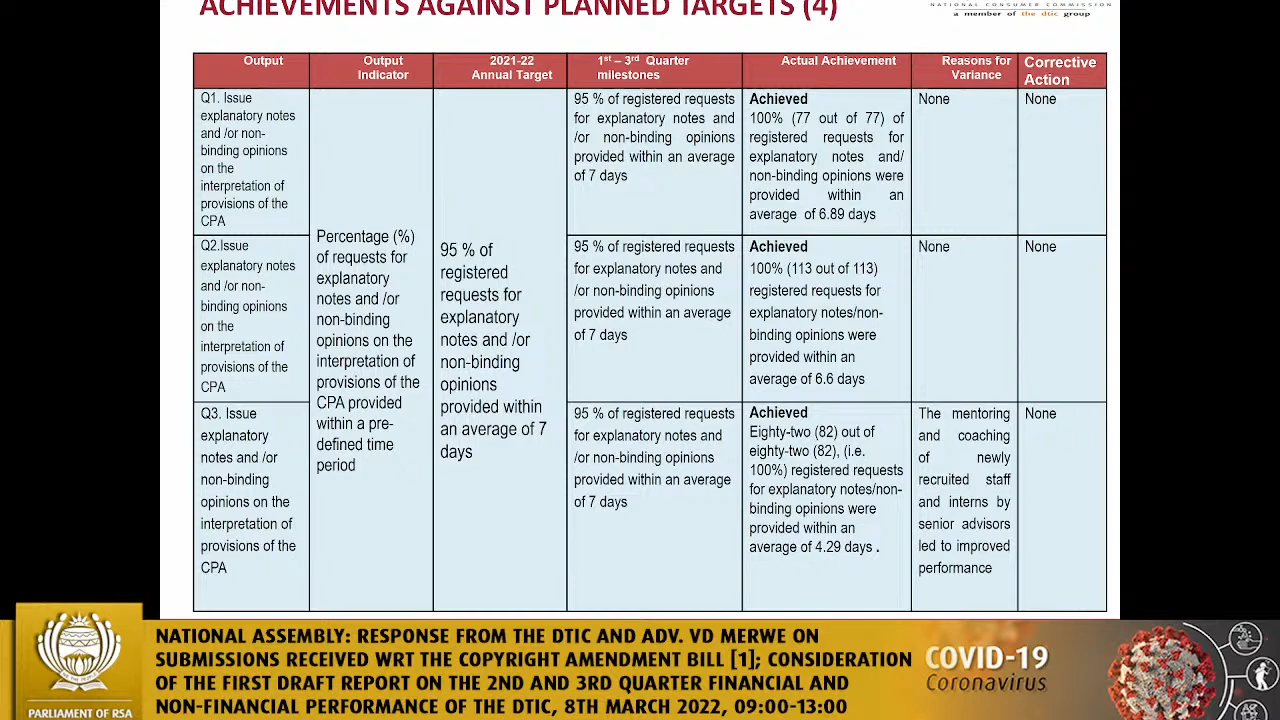 ACHIEVEMENTS AGAINST PLANNED TARGETS (4)
NATIONAL CONSUMER COMMISSION
a member of the dtic group
Output
Output
Indicator
2021-22
Annual Target
1st – 3rd Quarter
milestones
Actual Achievement
Reasons for
Variance
Corrective
Action
Q1. Issue
explanatory notes
and /or non-
binding opinions
on the
interpretation of
provisions of the
CPA
Percentage (%)
of requests for
explanatory
notes and /or
non-binding
opinions on the
interpretation of
provisions of the
CPA provided
within a pre-
defined time
period
95 % of
registered
requests for
explanatory
notes and /or
non-binding
opinions
provided within
an average of 7
days
95 % of registered requests
for explanatory notes and
/or non-binding opinions
provided within an average
of 7 days
Achieved
100% (77 out of 77) of
registered requests for
explanatory notes and/
non-binding opinions were
provided within an
average of 6.89 days
None
None
Q2.Issue
explanatory notes
and /or non-
binding opinions
on the
interpretation of
provisions of the
CPA
95 % of registered requests
for explanatory notes and
/or non-binding opinions
provided within an average
of 7 days
Achieved
100% (113 out of 113)
registered requests for
explanatory notes/non-
binding opinions were
provided within an
average of 6.6 days
None
None
Q3. Issue
explanatory
notes and /or
non-binding
opinions on the
interpretation of
provisions of the
CPA
95 % of registered requests
for explanatory notes and
/or non-binding opinions
provided within an average
of 7 days
Achieved
Eighty-two (82) out of
eighty-two (82), (i.e.
100%) registered requests
for explanatory notes/non-
binding opinions were
provided within an
average of 4.29 days .
The mentoring
and coaching
of newly
recruited staff
and interns by
senior advisors
led to improved
performance
None
NATIONAL ASSEMBLY: RESPONSE FROM THE DTIC AND ADV. VD MERWE ON
SUBMISSIONS RECEIVED WRT THE COPYRIGHT AMENDMENT BILL [1]; CONSIDERATION
OF THE FIRST DRAFT REPORT ON THE 2ND AND 3RD QUARTER FINANCIAL AND
NON-FINANCIAL PERFORMANCE OF THE DTIC, 8TH MARCH 2022, 09:00-13:00
PARLIAMENT OF RSA
COVID-19
Coronavirus